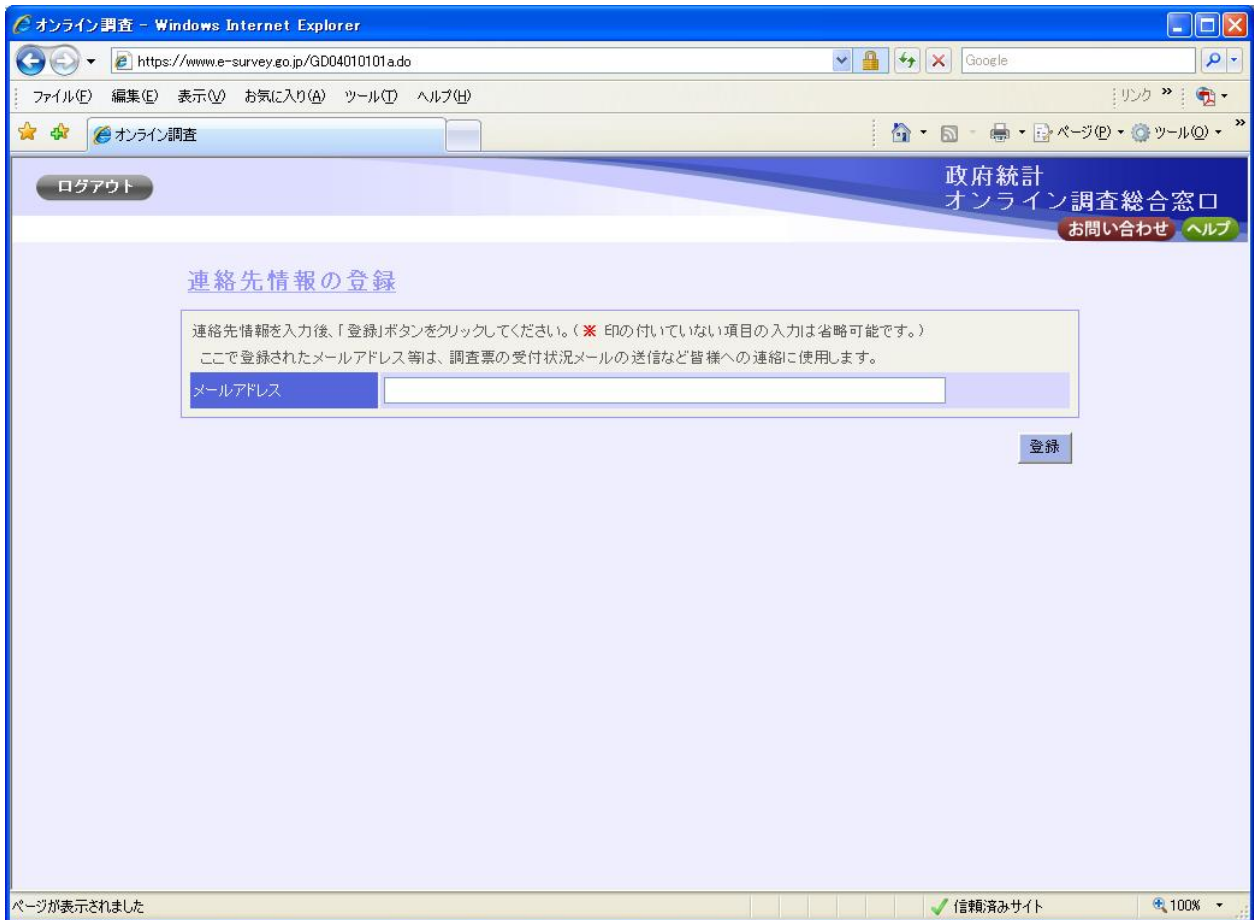 オンライン調査 - Windows Internet Explorer
https://www.e-survey.go.jp/GD04010101a.do
Google
ファイル(F) 編集(E) 表示(V) お気に入り(A) ツール(T) ヘルプ(H)
リンク »
オンライン調査
ページ(P) ツール(O) »
ログアウト
政府統計
オンライン調査総合窓口
お問い合わせ ヘルプ
連絡先情報の登録
連絡先情報を入力後、「登録」ボタンをクリックしてください。(※ 印の付いていない項目の入力は省略可能です。)
ここで登録されたメールアドレス等は、調査票の受付状況メールの送信など皆様への連絡に使用します。
メールアドレス
登録
ページが表示されました
信頼済みサイト
100%